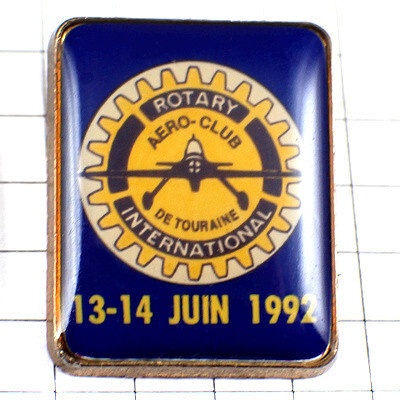 ROTARY
AERO-CLUB
DE TOURAINE
INTERNATIONAL
13-14 JUIN 1992